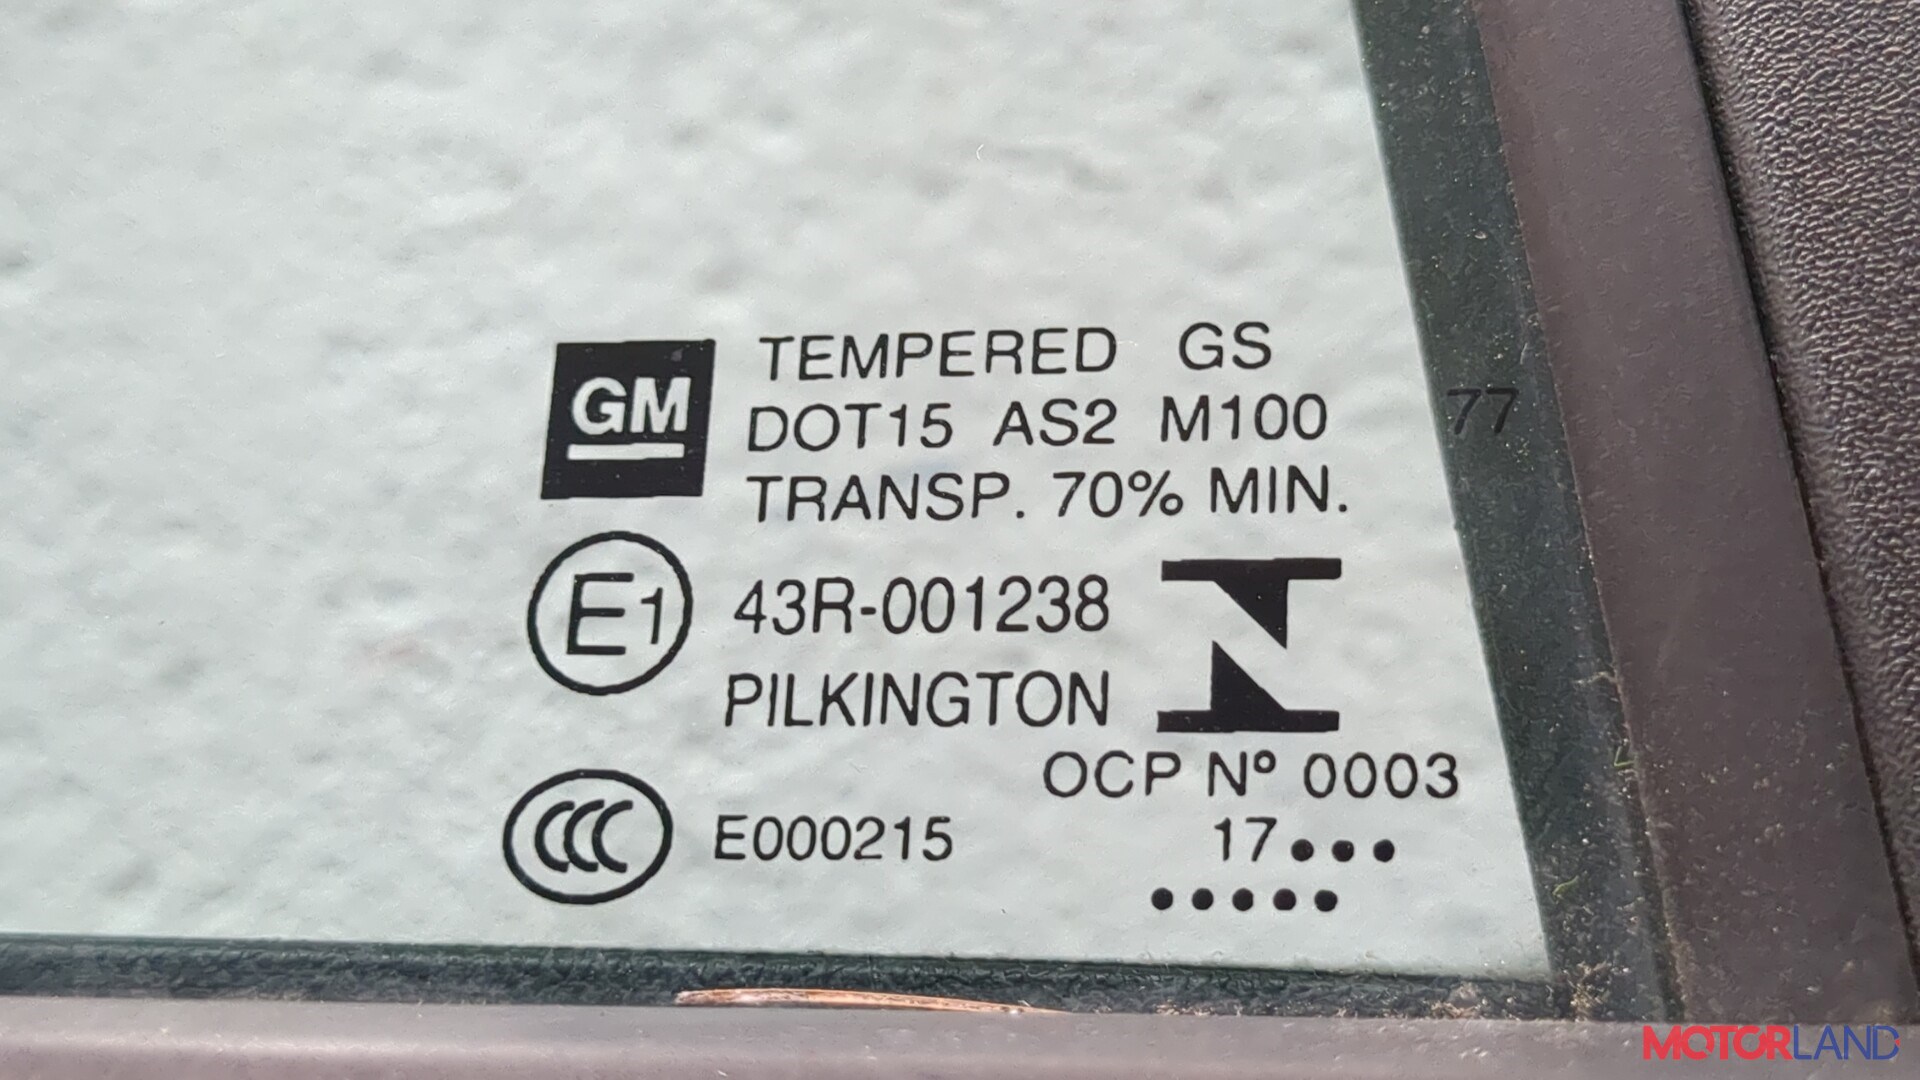 GM
TEMPERED GS
DOT15 AS2 M100
TRANSP. 70% MIN.
77
E1
43R-001238
PILKINGTON
OCP Nº 0003
CCC
E000215
17•••
•••••
MOTORLAND